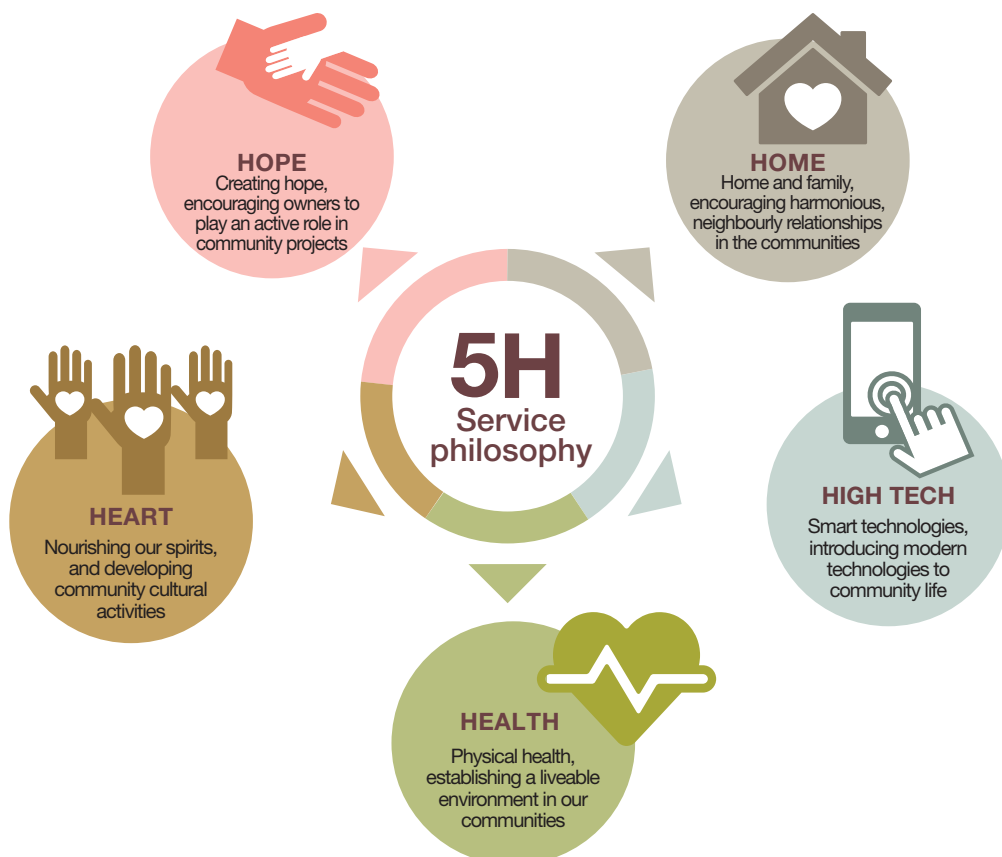 HOPE
Creating hope,
encouraging owners to
play an active role in
community projects
HOME
Home and family,
encouraging harmonious,
neighbourly relationships
in the communities
5H
Service
philosophy
HEART
Nourishing our spirits,
and developing
community cultural
activities
HIGH TECH
Smart technologies,
introducing modern
technologies to
community life
HEALTH
Physical health,
establishing a liveable
environment in our
communities